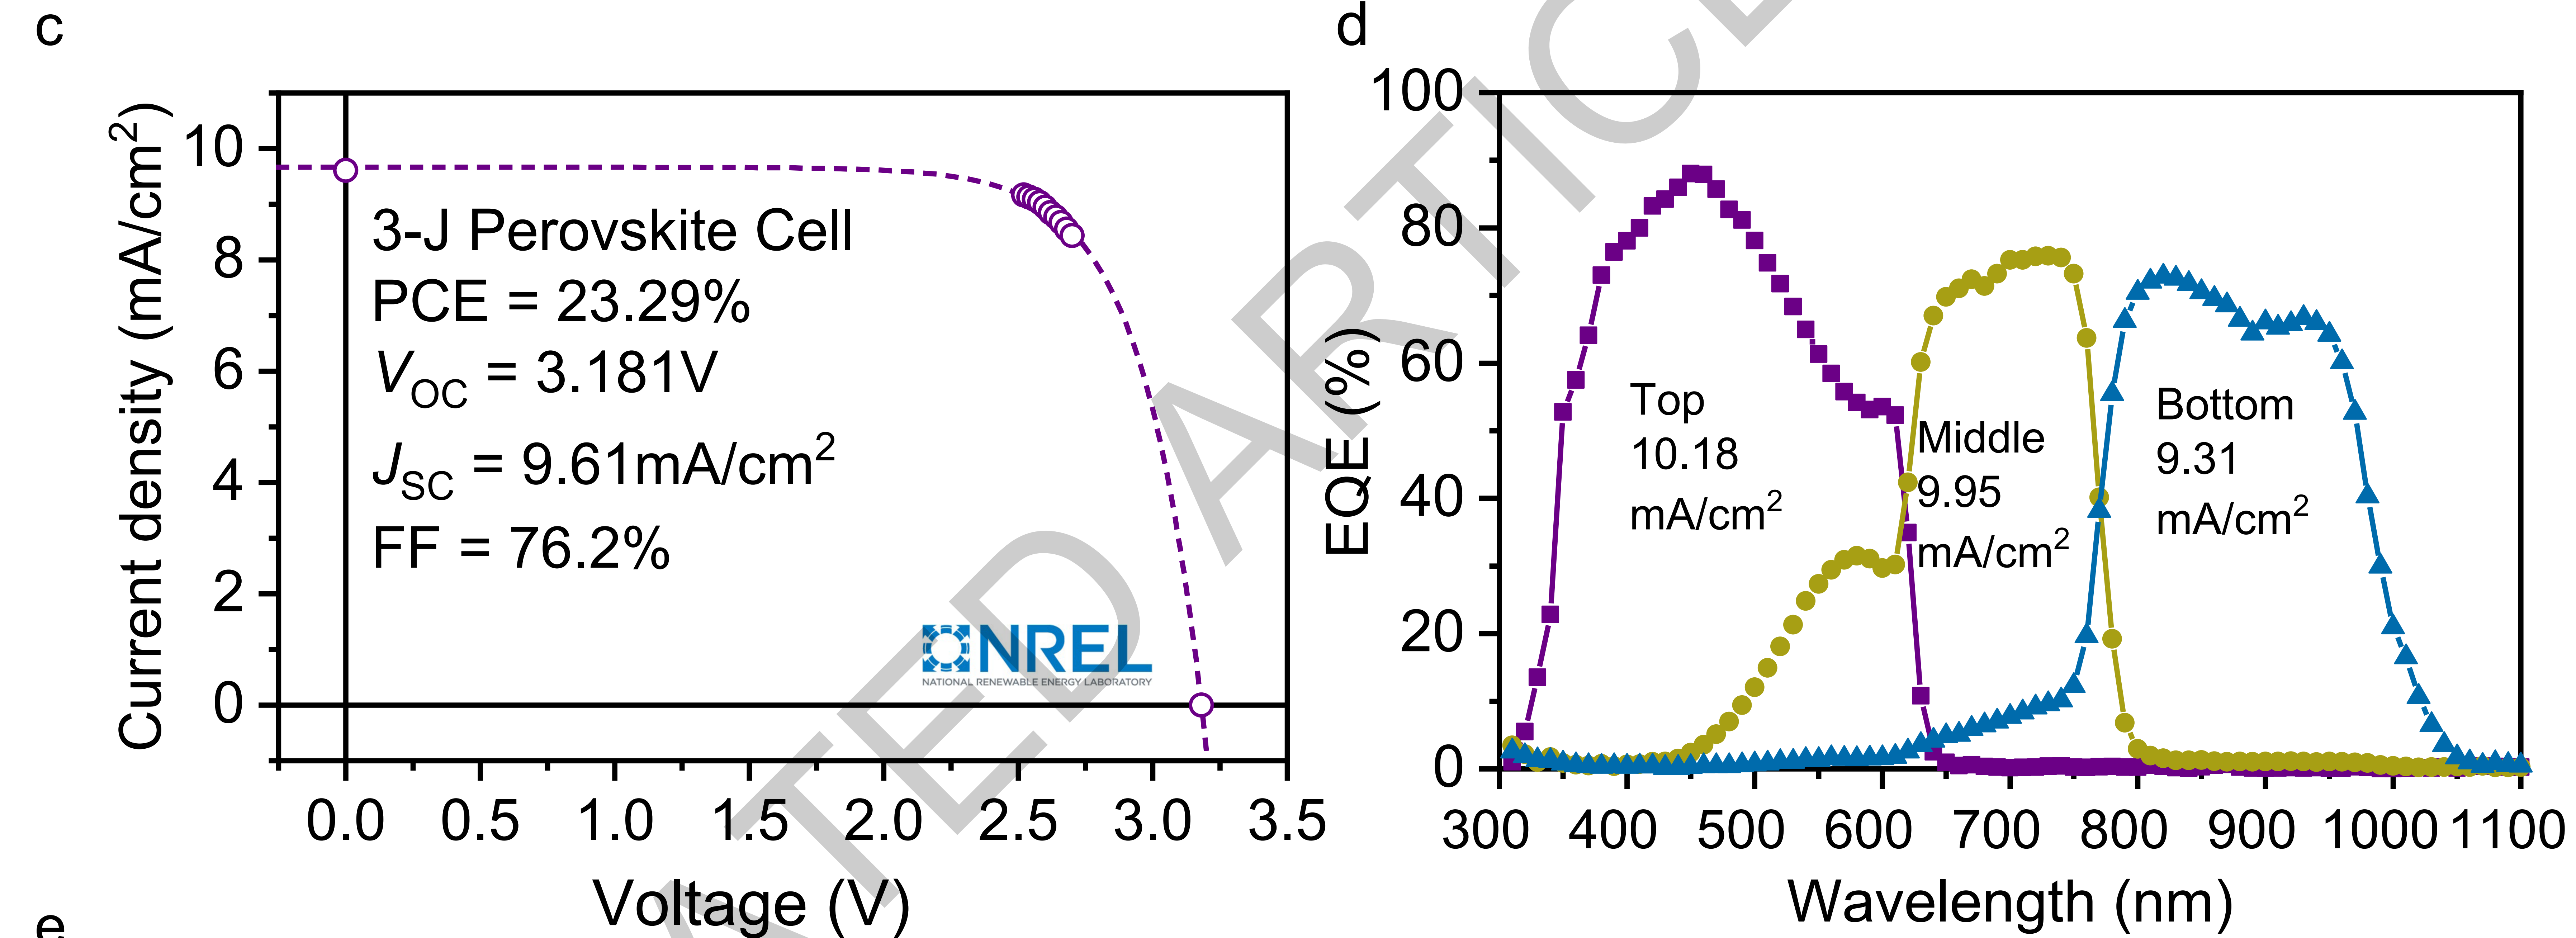 c
Current density (mA/cm²)
10
8
6
4
2
0
3-J Perovskite Cell
PCE = 23.29%
VOC = 3.181V
JSC = 9.61mA/cm²
FF = 76.2%
NREL
NATIONAL RENEWABLE ENERGY LABORATORY
0.0 0.5 1.0 1.5 2.0 2.5 3.0 3.5
Voltage (V)
d
EQE (%)
100
80
60
40
20
0
Top
10.18
mA/cm²
Middle
9.95
mA/cm²
Bottom
9.31
mA/cm²
300 400 500 600 700 800 900 1000 1100
Wavelength (nm)
e
TED ARTICLE